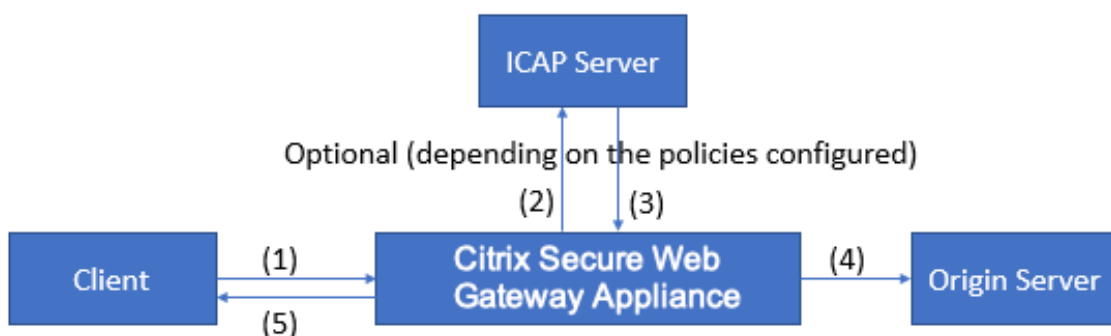 ICAP Server
Optional (depending on the policies configured)
(2)
(3)
Client
(1)
Citrix Secure Web
Gateway Appliance
(4)
Origin Server
(5)